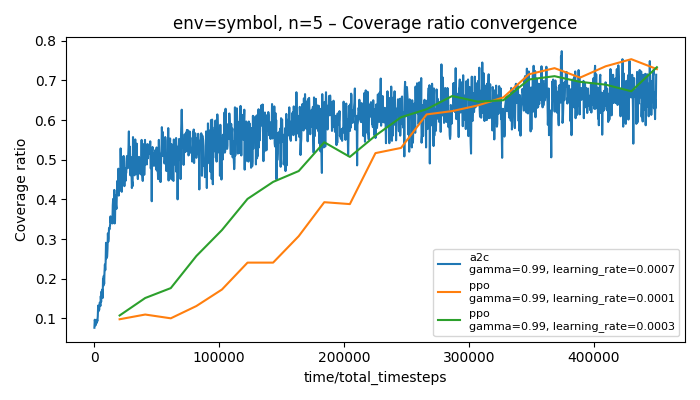 env=symbol, n=5 – Coverage ratio convergence
Coverage ratio
0.8
0.7
0.6
0.5
0.4
0.3
0.2
0.1
a2c
gamma=0.99, learning_rate=0.0007
ppo
gamma=0.99, learning_rate=0.0001
ppo
gamma=0.99, learning_rate=0.0003
0 100000 200000 300000 400000
time/total_timesteps